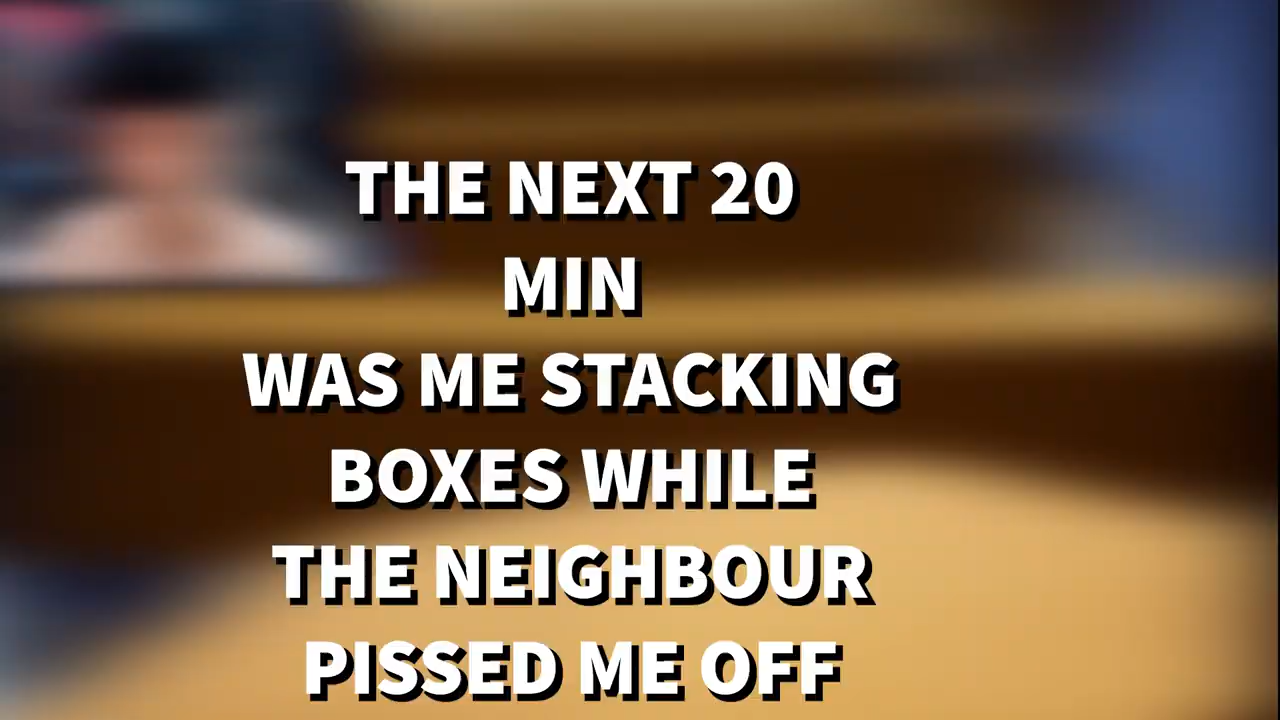 THE NEXT 20
MIN
WAS ME STACKING
BOXES WHILE
THE NEIGHBOUR
PISSED ME OFF